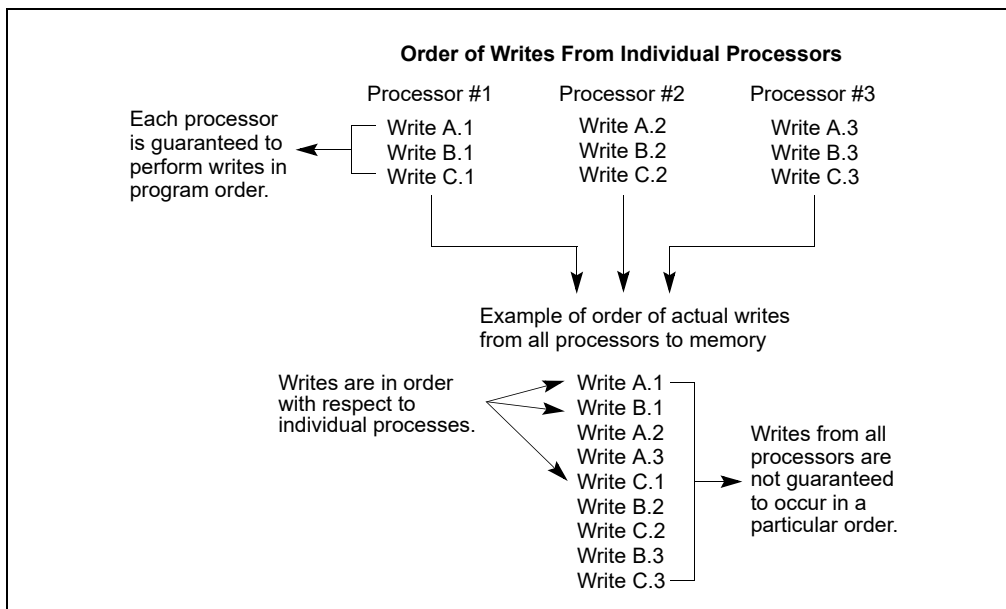 Order of Writes From Individual Processors
Processor #1
Processor #2
Processor #3
Each processor
is guaranteed to
perform writes in
program order.
Write A.1
Write B.1
Write C.1
Write A.2
Write B.2
Write C.2
Write A.3
Write B.3
Write C.3
Example of order of actual writes
from all processors to memory
Writes are in order
with respect to
individual processes.
Write A.1
Write B.1
Write A.2
Write A.3
Write C.1
Write B.2
Write C.2
Write B.3
Write C.3
Writes from all
processors are
not guaranteed
to occur in a
particular order.